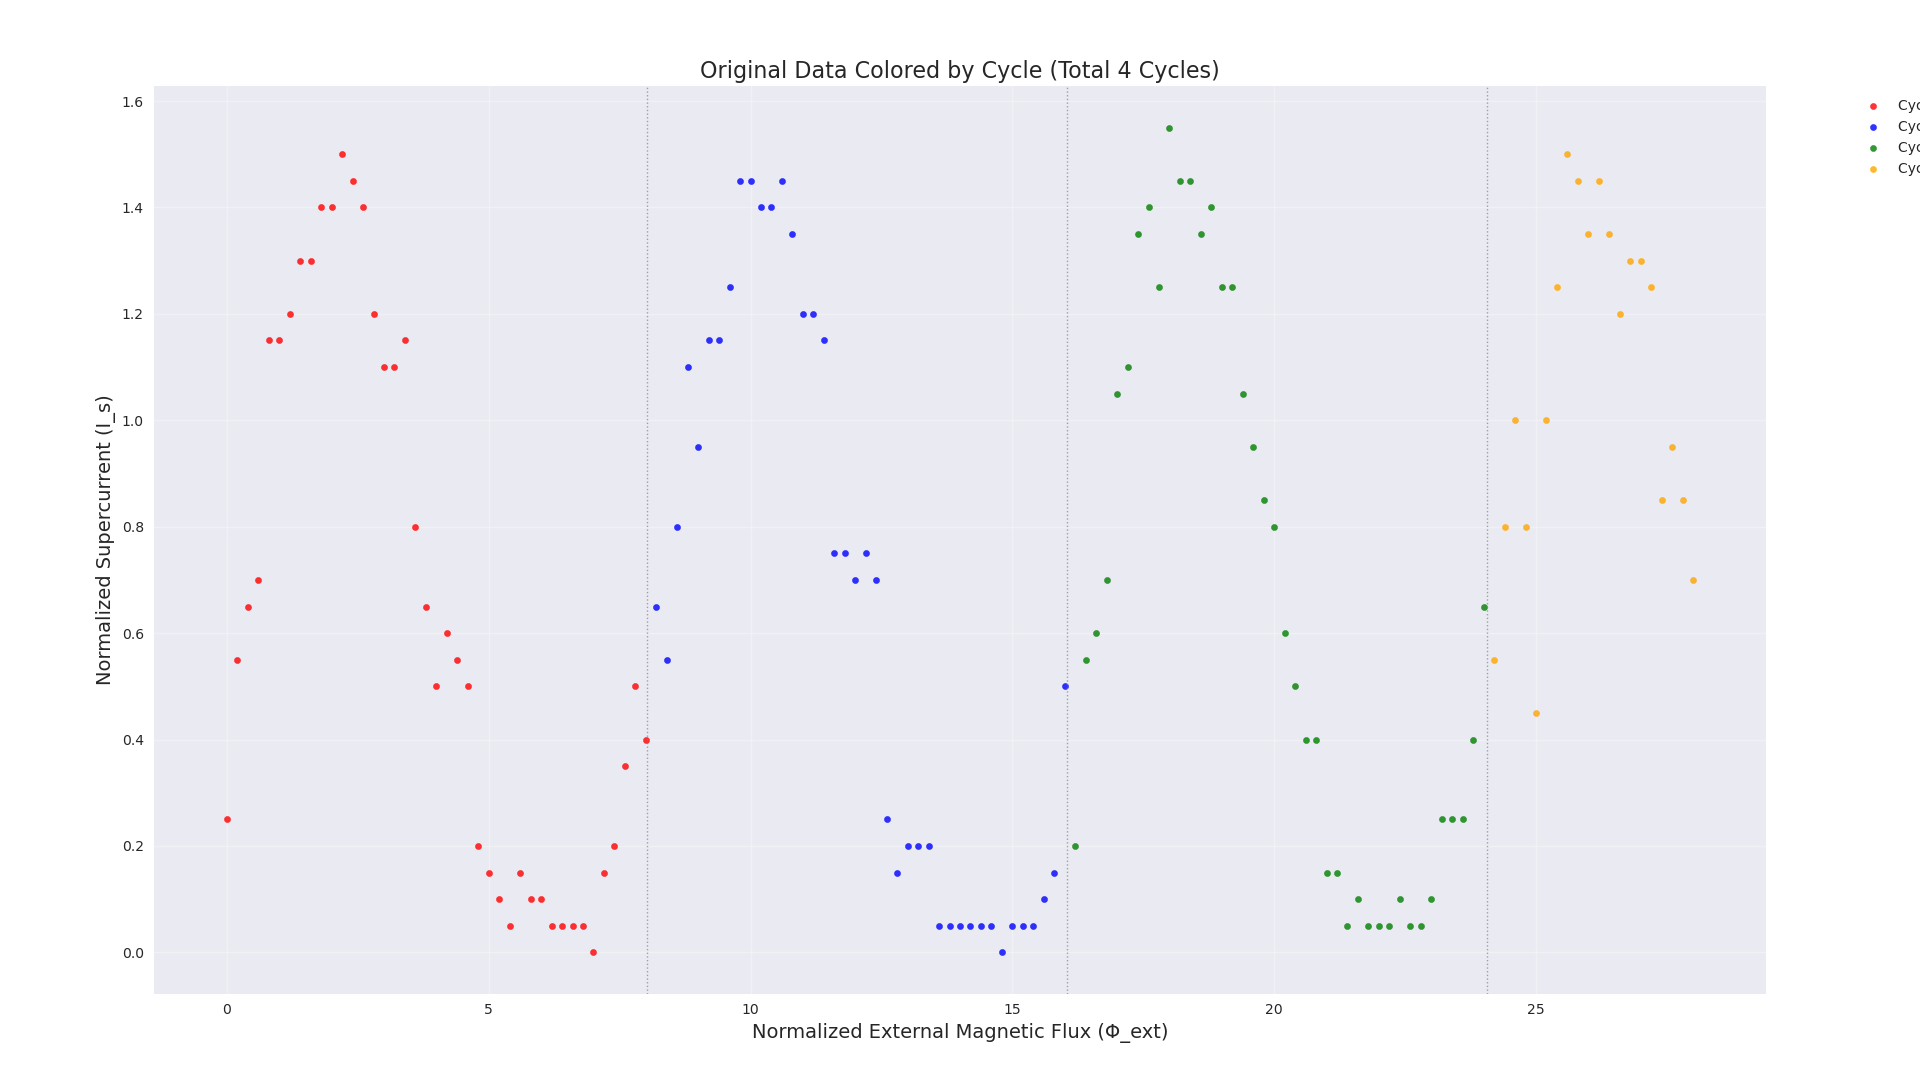 Original Data Colored by Cycle (Total 4 Cycles)
1.6
1.4
1.2
1.0
0.8
0.6
0.4
0.2
0.0
Normalized Supercurrent (I_s)
0 5 10 15 20 25
Normalized External Magnetic Flux (Φ_ext)
Cyc
Cyc
Cyc
Cyc